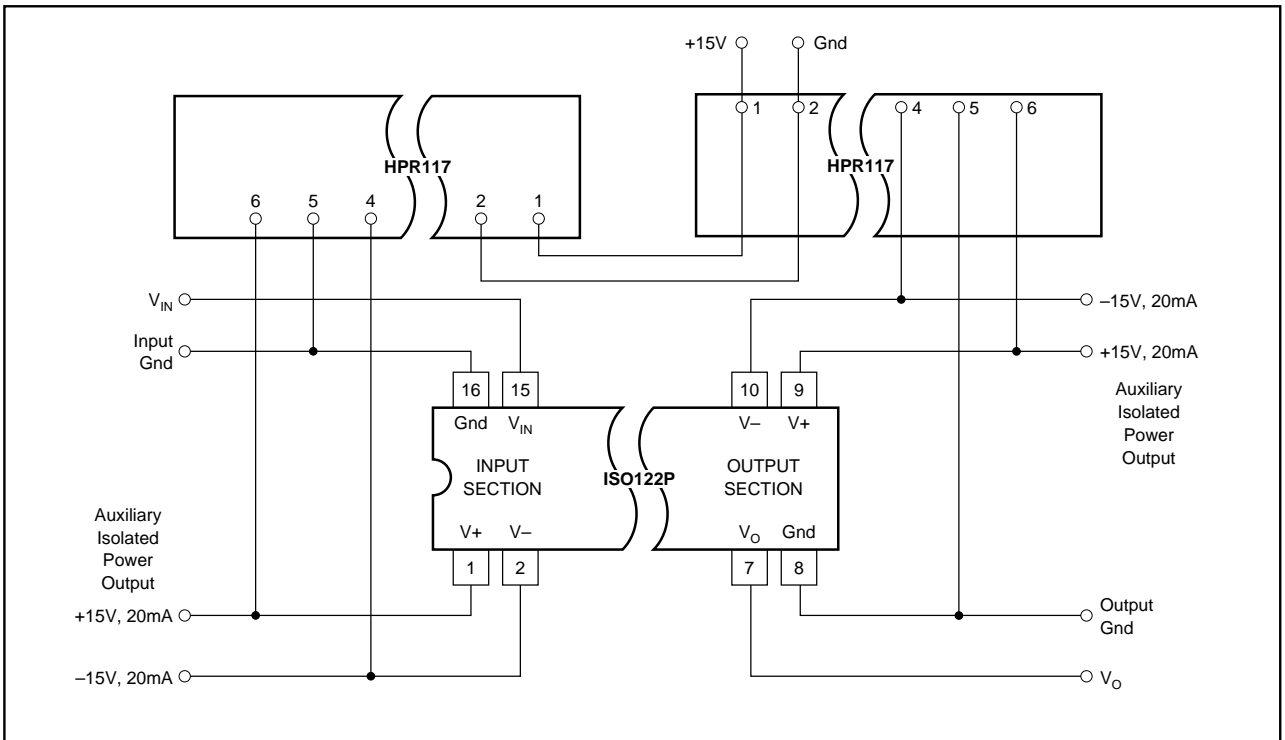 +15V
Gnd
1
2
4
5
6
HPR117
HPR117
6
5
4
2
1
V_IN
Input
Gnd
–15V, 20mA
+15V, 20mA
Auxiliary
Isolated
Power
Output
16
15
10
9
Gnd
V_IN
V–
V+
INPUT
SECTION
ISO122P
OUTPUT
SECTION
V+
V–
V_O
Gnd
1
2
7
8
Auxiliary
Isolated
Power
Output
+15V, 20mA
–15V, 20mA
Output
Gnd
V_O